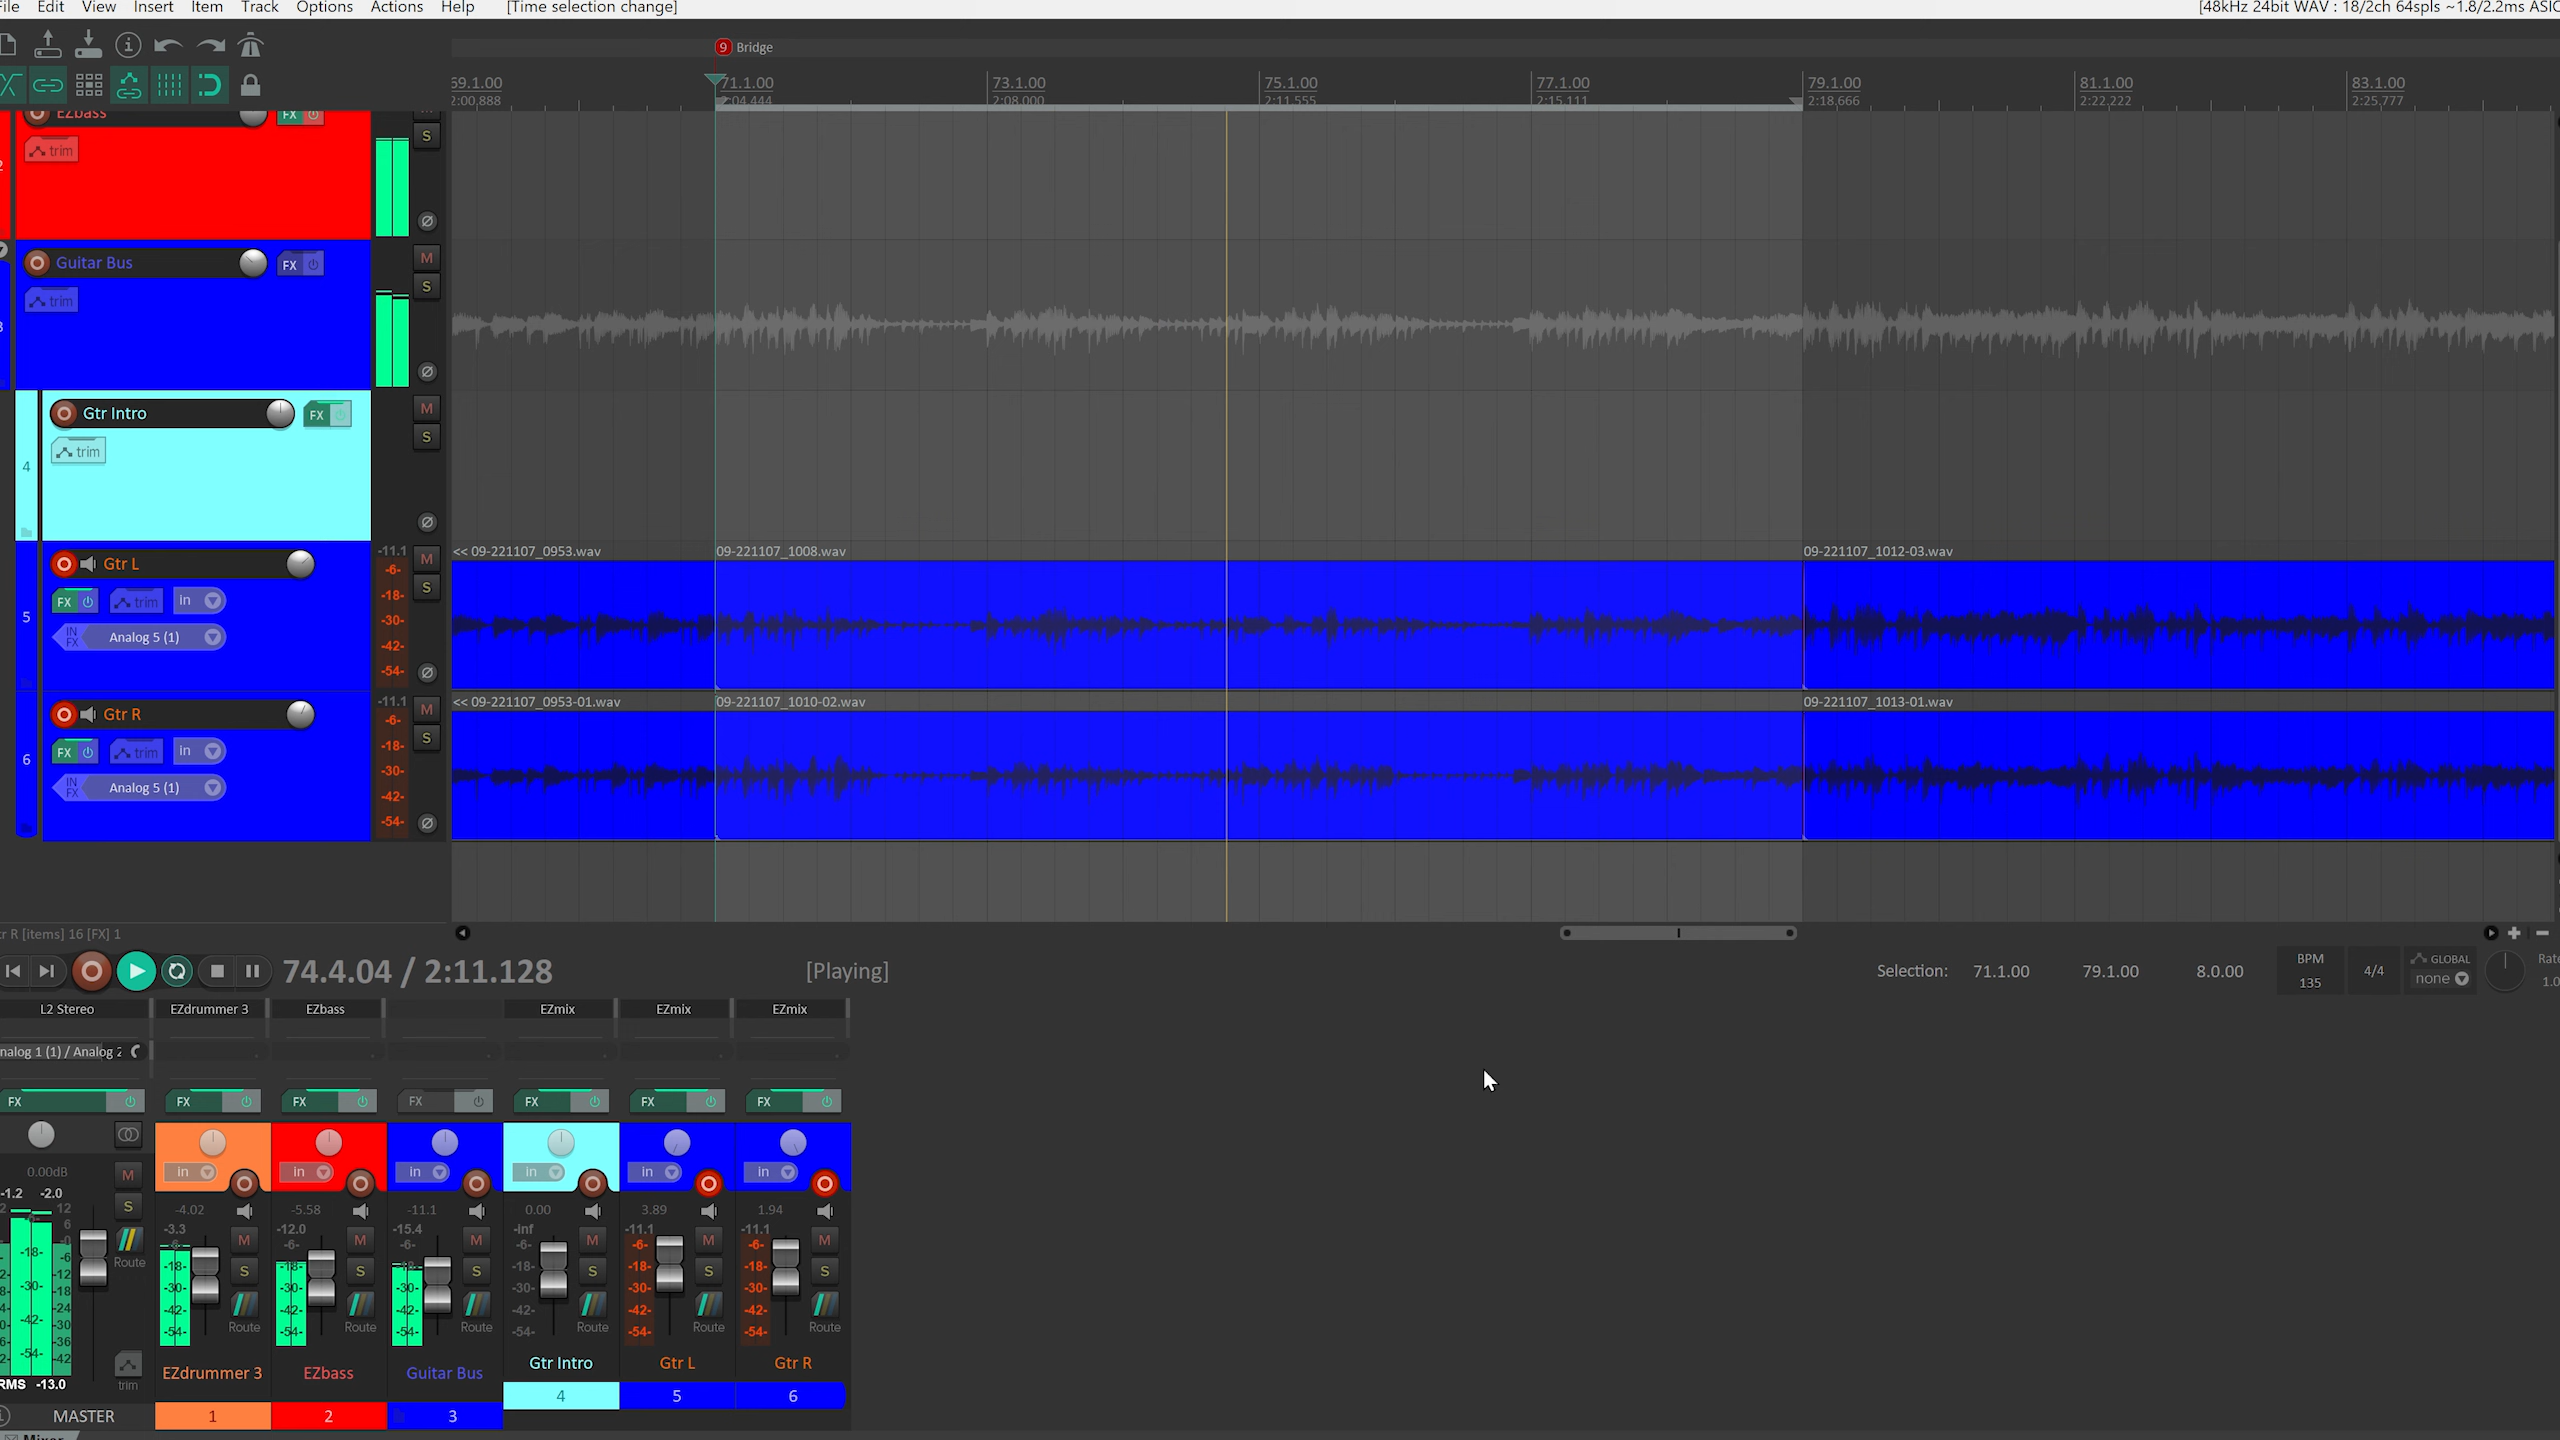 File Edit View Insert Item Track Options Actions Help [Time selection change] [48kHz 24bit WAV : 18/2ch 64spls ~1.8/2.2ms ASIO
9 Bridge
69.1.00 71.1.00 73.1.00 75.1.00 77.1.00 79.1.00 81.1.00 83.1.00
2:00.888 2:04.444 2:08.000 2:11.555 2:15.111 2:18.666 2:22.222 2:25.777
EZbass FX
trim S
Guitar Bus FX M
trim S
Gtr Intro FX M
trim S
4
<< 09-221107_0953.wav 09-221107_1008.wav 09-221107_1012-03.wav
Gtr L -11.1 M
-6- S
FX trim in -18-
5 -30-
IN FX Analog 5 (1) -42-
-54-
<< 09-221107_0953-01.wav 09-221107_1010-02.wav 09-221107_1013-01.wav
Gtr R -11.1 M
-6- S
FX trim in -18-
6 -30-
IN FX Analog 5 (1) -42-
-54-
tr R [items] 16 [FX] 1
74.4.04 / 2:11.128 [Playing] Selection: 71.1.00 79.1.00 8.0.00 BPM 135 4/4 GLOBAL none Rate 1.0
L2 Stereo EZdrummer 3 EZbass EZmix EZmix EZmix
nalog 1 (1) / Analog 2
FX FX FX FX FX FX FX
in in in in in in
0.00dB M -4.02 -5.58 -11.1 0.00 3.89 1.94
-1.2 -2.0 S -3.3 -12.0 -15.4 -inf -11.1 -11.1
12 -6- -6- -6- -6- -6- -6- M M M M M M
-18- -18- -18- -18- -18- -18- -18- S S S S S S
-30- -30- -30- -30- -30- -30- -30-
-42- -42- -42- -42- -42- -42- -42-
-54- -54- -54- -54- -54- -54- -54-
Route Route Route Route Route Route Route
RMS -13.0 trim EZdrummer 3 EZbass Guitar Bus Gtr Intro Gtr L Gtr R
4 5 6
MASTER 1 2 3
Mixer